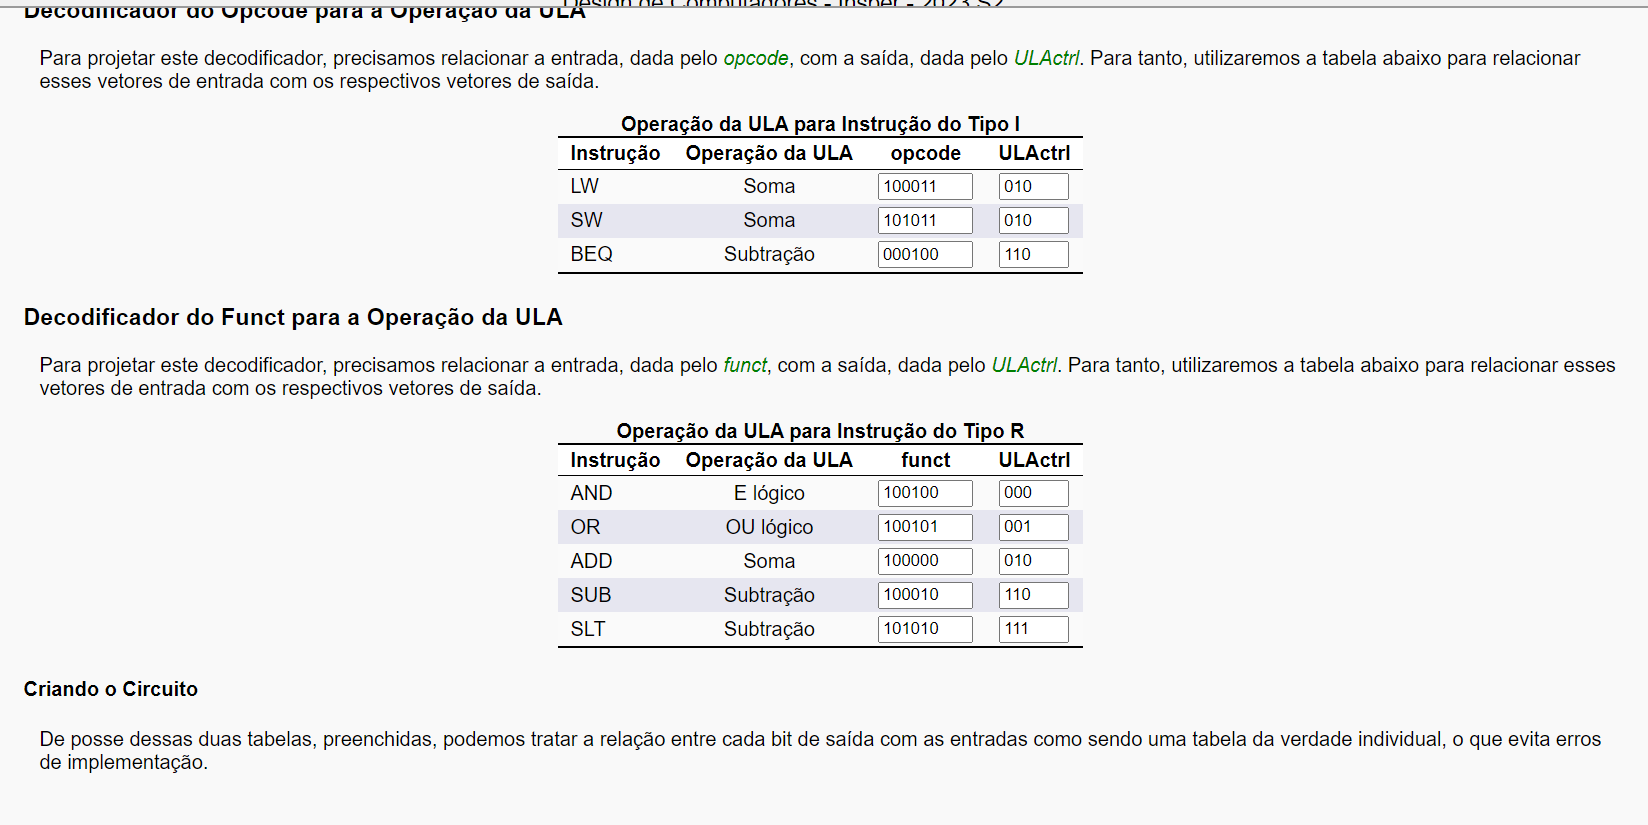 Design de Computadores - Insper - 2023 S2
Decodificador do Opcode para a Operação da ULA
Para projetar este decodificador, precisamos relacionar a entrada, dada pelo opcode, com a saída, dada pelo ULActrl. Para tanto, utilizaremos a tabela abaixo para relacionar
esses vetores de entrada com os respectivos vetores de saída.
Operação da ULA para Instrução do Tipo I
Instrução Operação da ULA opcode ULActrl
LW Soma 100011 010
SW Soma 101011 010
BEQ Subtração 000100 110
Decodificador do Funct para a Operação da ULA
Para projetar este decodificador, precisamos relacionar a entrada, dada pelo funct, com a saída, dada pelo ULActrl. Para tanto, utilizaremos a tabela abaixo para relacionar esses
vetores de entrada com os respectivos vetores de saída.
Operação da ULA para Instrução do Tipo R
Instrução Operação da ULA funct ULActrl
AND E lógico 100100 000
OR OU lógico 100101 001
ADD Soma 100000 010
SUB Subtração 100010 110
SLT Subtração 101010 111
Criando o Circuito
De posse dessas duas tabelas, preenchidas, podemos tratar a relação entre cada bit de saída com as entradas como sendo uma tabela da verdade individual, o que evita erros
de implementação.